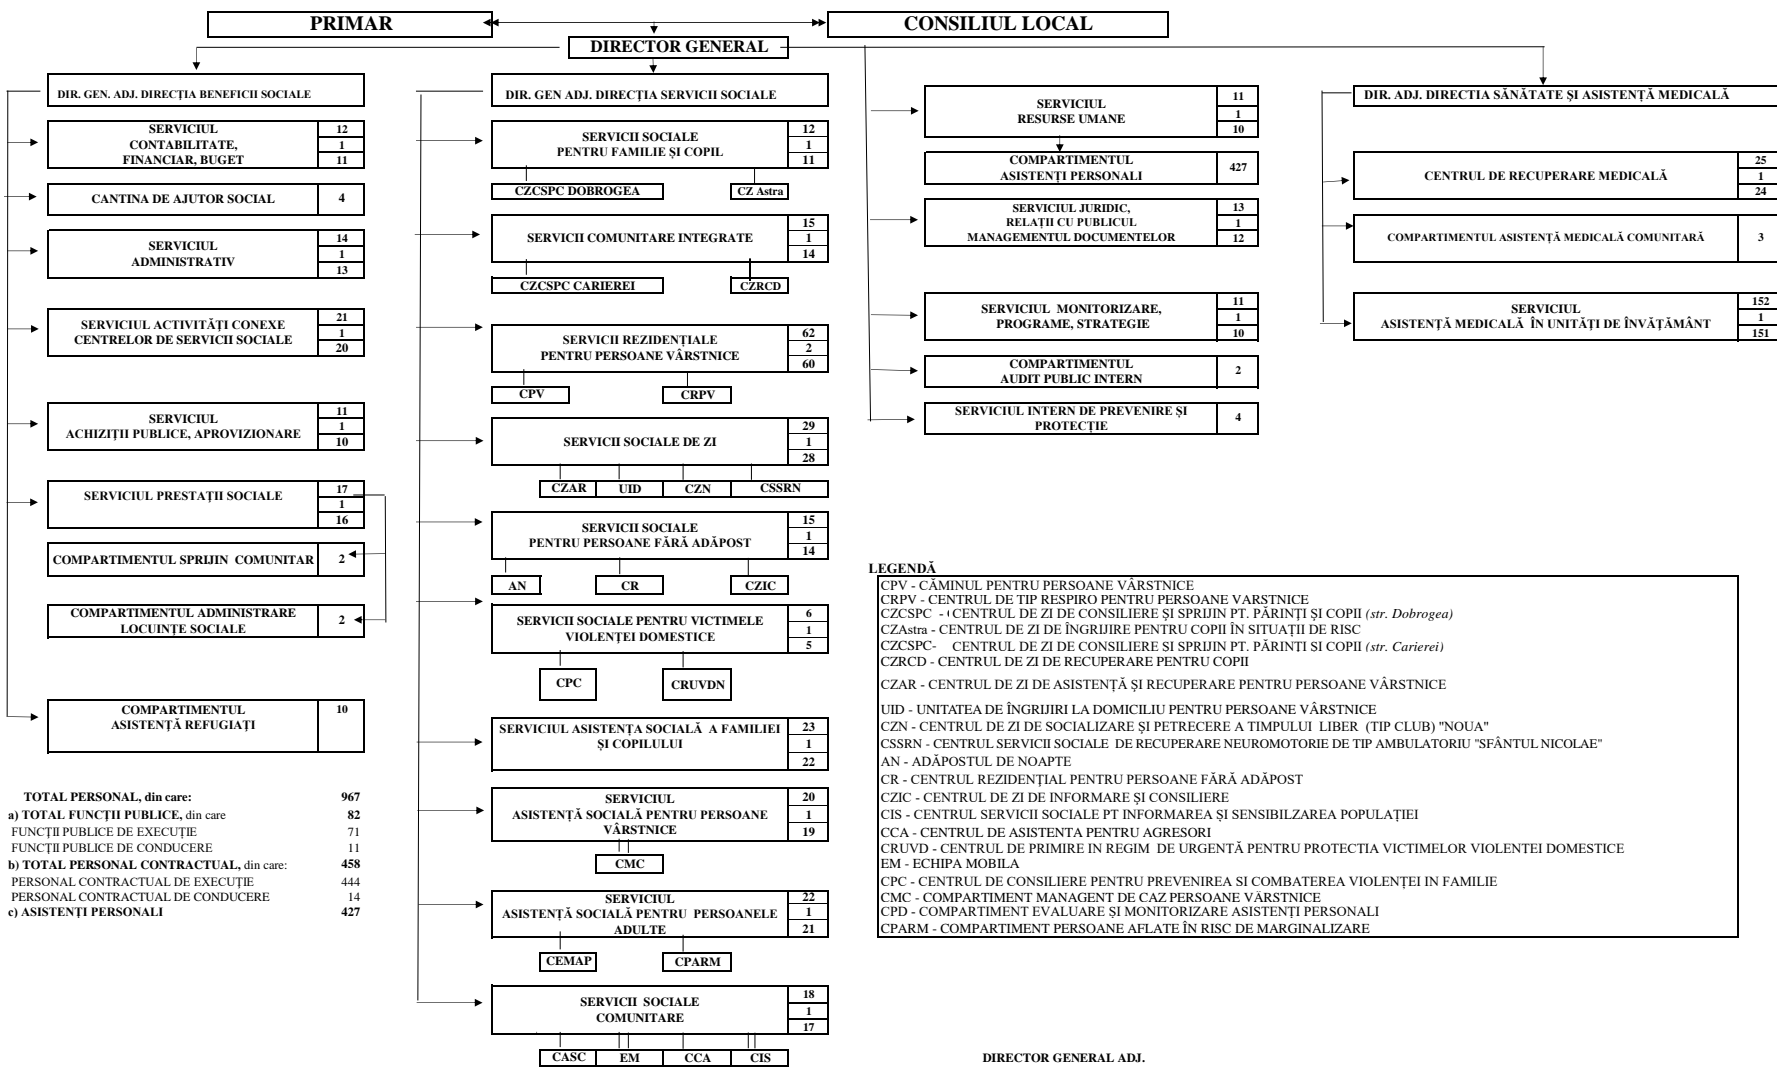 PRIMAR
CONSILIUL LOCAL
DIRECTOR GENERAL
DIR. GEN. ADJ. DIRECȚIA BENEFICII SOCIALE
SERVICIUL
CONTABILITATE,
FINANCIAR, BUGET
12
1
11
CANTINA DE AJUTOR SOCIAL
4
SERVICIUL
ADMINISTRATIV
14
1
13
SERVICIUL ACTIVITĂȚI CONEXE
CENTRELOR DE SERVICII SOCIALE
21
1
20
SERVICIUL
ACHIZIȚII PUBLICE, APROVIZIONARE
11
1
10
SERVICIUL PRESTAȚII SOCIALE
17
1
16
COMPARTIMENTUL SPRIJIN COMUNITAR
2
COMPARTIMENTUL ADMINISTRARE
LOCUINȚE SOCIALE
2
COMPARTIMENTUL
ASISTENȚĂ REFUGIAȚI
10
TOTAL PERSONAL, din care: 967
a) TOTAL FUNCȚII PUBLICE, din care 82
FUNCȚII PUBLICE DE EXECUȚIE 71
FUNCȚII PUBLICE DE CONDUCERE 11
b) TOTAL PERSONAL CONTRACTUAL, din care: 458
PERSONAL CONTRACTUAL DE EXECUȚIE 444
PERSONAL CONTRACTUAL DE CONDUCERE 14
c) ASISTENȚI PERSONALI 427
DIR. GEN ADJ. DIRECȚIA SERVICII SOCIALE
SERVICII SOCIALE
PENTRU FAMILIE ȘI COPIL
12
1
11
CZCSPC DOBROGEA
CZ Astra
SERVICII COMUNITARE INTEGRATE
15
1
14
CZCSPC CARIEREI
CZRCD
SERVICII REZIDENȚIALE
PENTRU PERSOANE VÂRSTNICE
62
2
60
CPV
CRPV
SERVICII SOCIALE DE ZI
29
1
28
CZAR
UID
CZN
CSSRN
SERVICII SOCIALE
PENTRU PERSOANE FĂRĂ ADĂPOST
15
1
14
AN
CR
CZIC
SERVICII SOCIALE PENTRU VICTIMELE
VIOLENȚEI DOMESTICE
6
1
5
CPC
CRUVDN
SERVICIUL ASISTENȚA SOCIALĂ A FAMILIEI
ȘI COPILULUI
23
1
22
SERVICIUL
ASISTENȚĂ SOCIALĂ PENTRU PERSOANE
VÂRSTNICE
20
1
19
CMC
SERVICIUL
ASISTENȚĂ SOCIALĂ PENTRU PERSOANELE
ADULTE
22
1
21
CEMAP
CPARM
SERVICII SOCIALE
COMUNITARE
18
1
17
CASC
EM
CCA
CIS
SERVICIUL
RESURSE UMANE
11
1
10
COMPARTIMENTUL
ASISTENȚI PERSONALI
427
SERVICIUL JURIDIC,
RELAȚII CU PUBLICUL
MANAGEMENTUL DOCUMENTELOR
13
1
12
SERVICIUL MONITORIZARE,
PROGRAME, STRATEGIE
11
1
10
COMPARTIMENTUL
AUDIT PUBLIC INTERN
2
SERVICIUL INTERN DE PREVENIRE ȘI
PROTECȚIE
4
DIR. ADJ. DIRECTIA SĂNĂTATE ȘI ASISTENȚĂ MEDICALĂ
CENTRUL DE RECUPERARE MEDICALĂ
25
1
24
COMPARTIMENTUL ASISTENȚĂ MEDICALĂ COMUNITARĂ
3
SERVICIUL
ASISTENȚĂ MEDICALĂ ÎN UNITĂȚI DE ÎNVĂȚĂMÂNT
152
1
151
LEGENDĂ
CPV - CĂMINUL PENTRU PERSOANE VÂRSTNICE
CRPV - CENTRUL DE TIP RESPIRO PENTRU PERSOANE VARSTNICE
CZCSPC - CENTRUL DE ZI DE CONSILIERE ȘI SPRIJIN PT. PĂRINȚI ȘI COPII (str. Dobrogea)
CZAstra - CENTRUL DE ZI DE ÎNGRIJIRE PENTRU COPII ÎN SITUAȚII DE RISC
CZCSPC- CENTRUL DE ZI DE CONSILIERE SI SPRIJIN PT. PĂRINȚI SI COPII (str. Carierei)
CZRCD - CENTRUL DE ZI DE RECUPERARE PENTRU COPII
CZAR - CENTRUL DE ZI DE ASISTENȚĂ ȘI RECUPERARE PENTRU PERSOANE VÂRSTNICE
UID - UNITATEA DE ÎNGRIJIRI LA DOMICILIU PENTRU PERSOANE VÂRSTNICE
CZN - CENTRUL DE ZI DE SOCIALIZARE ȘI PETRECERE A TIMPULUI LIBER (TIP CLUB) "NOUA"
CSSRN - CENTRUL SERVICII SOCIALE DE RECUPERARE NEUROMOTORIE DE TIP AMBULATORIU "SFÂNTUL NICOLAE"
AN - ADĂPOSTUL DE NOAPTE
CR - CENTRUL REZIDENȚIAL PENTRU PERSOANE FĂRĂ ADĂPOST
CZIC - CENTRUL DE ZI DE INFORMARE ȘI CONSILIERE
CIS - CENTRUL SERVICII SOCIALE PT INFORMAREA ȘI SENSIBILZAREA POPULAȚIEI
CCA - CENTRUL DE ASISTENTA PENTRU AGRESORI
CRUVD - CENTRUL DE PRIMIRE IN REGIM DE URGENTĂ PENTRU PROTECTIA VICTIMELOR VIOLENTEI DOMESTICE
EM - ECHIPA MOBILA
CPC - CENTRUL DE CONSILIERE PENTRU PREVENIREA SI COMBATEREA VIOLENȚEI IN FAMILIE
CMC - COMPARTIMENT MANAGENT DE CAZ PERSOANE VÂRSTNICE
CPD - COMPARTIMENT EVALUARE ȘI MONITORIZARE ASISTENȚI PERSONALI
CPARM - COMPARTIMENT PERSOANE AFLATE ÎN RISC DE MARGINALIZARE
DIRECTOR GENERAL ADJ.